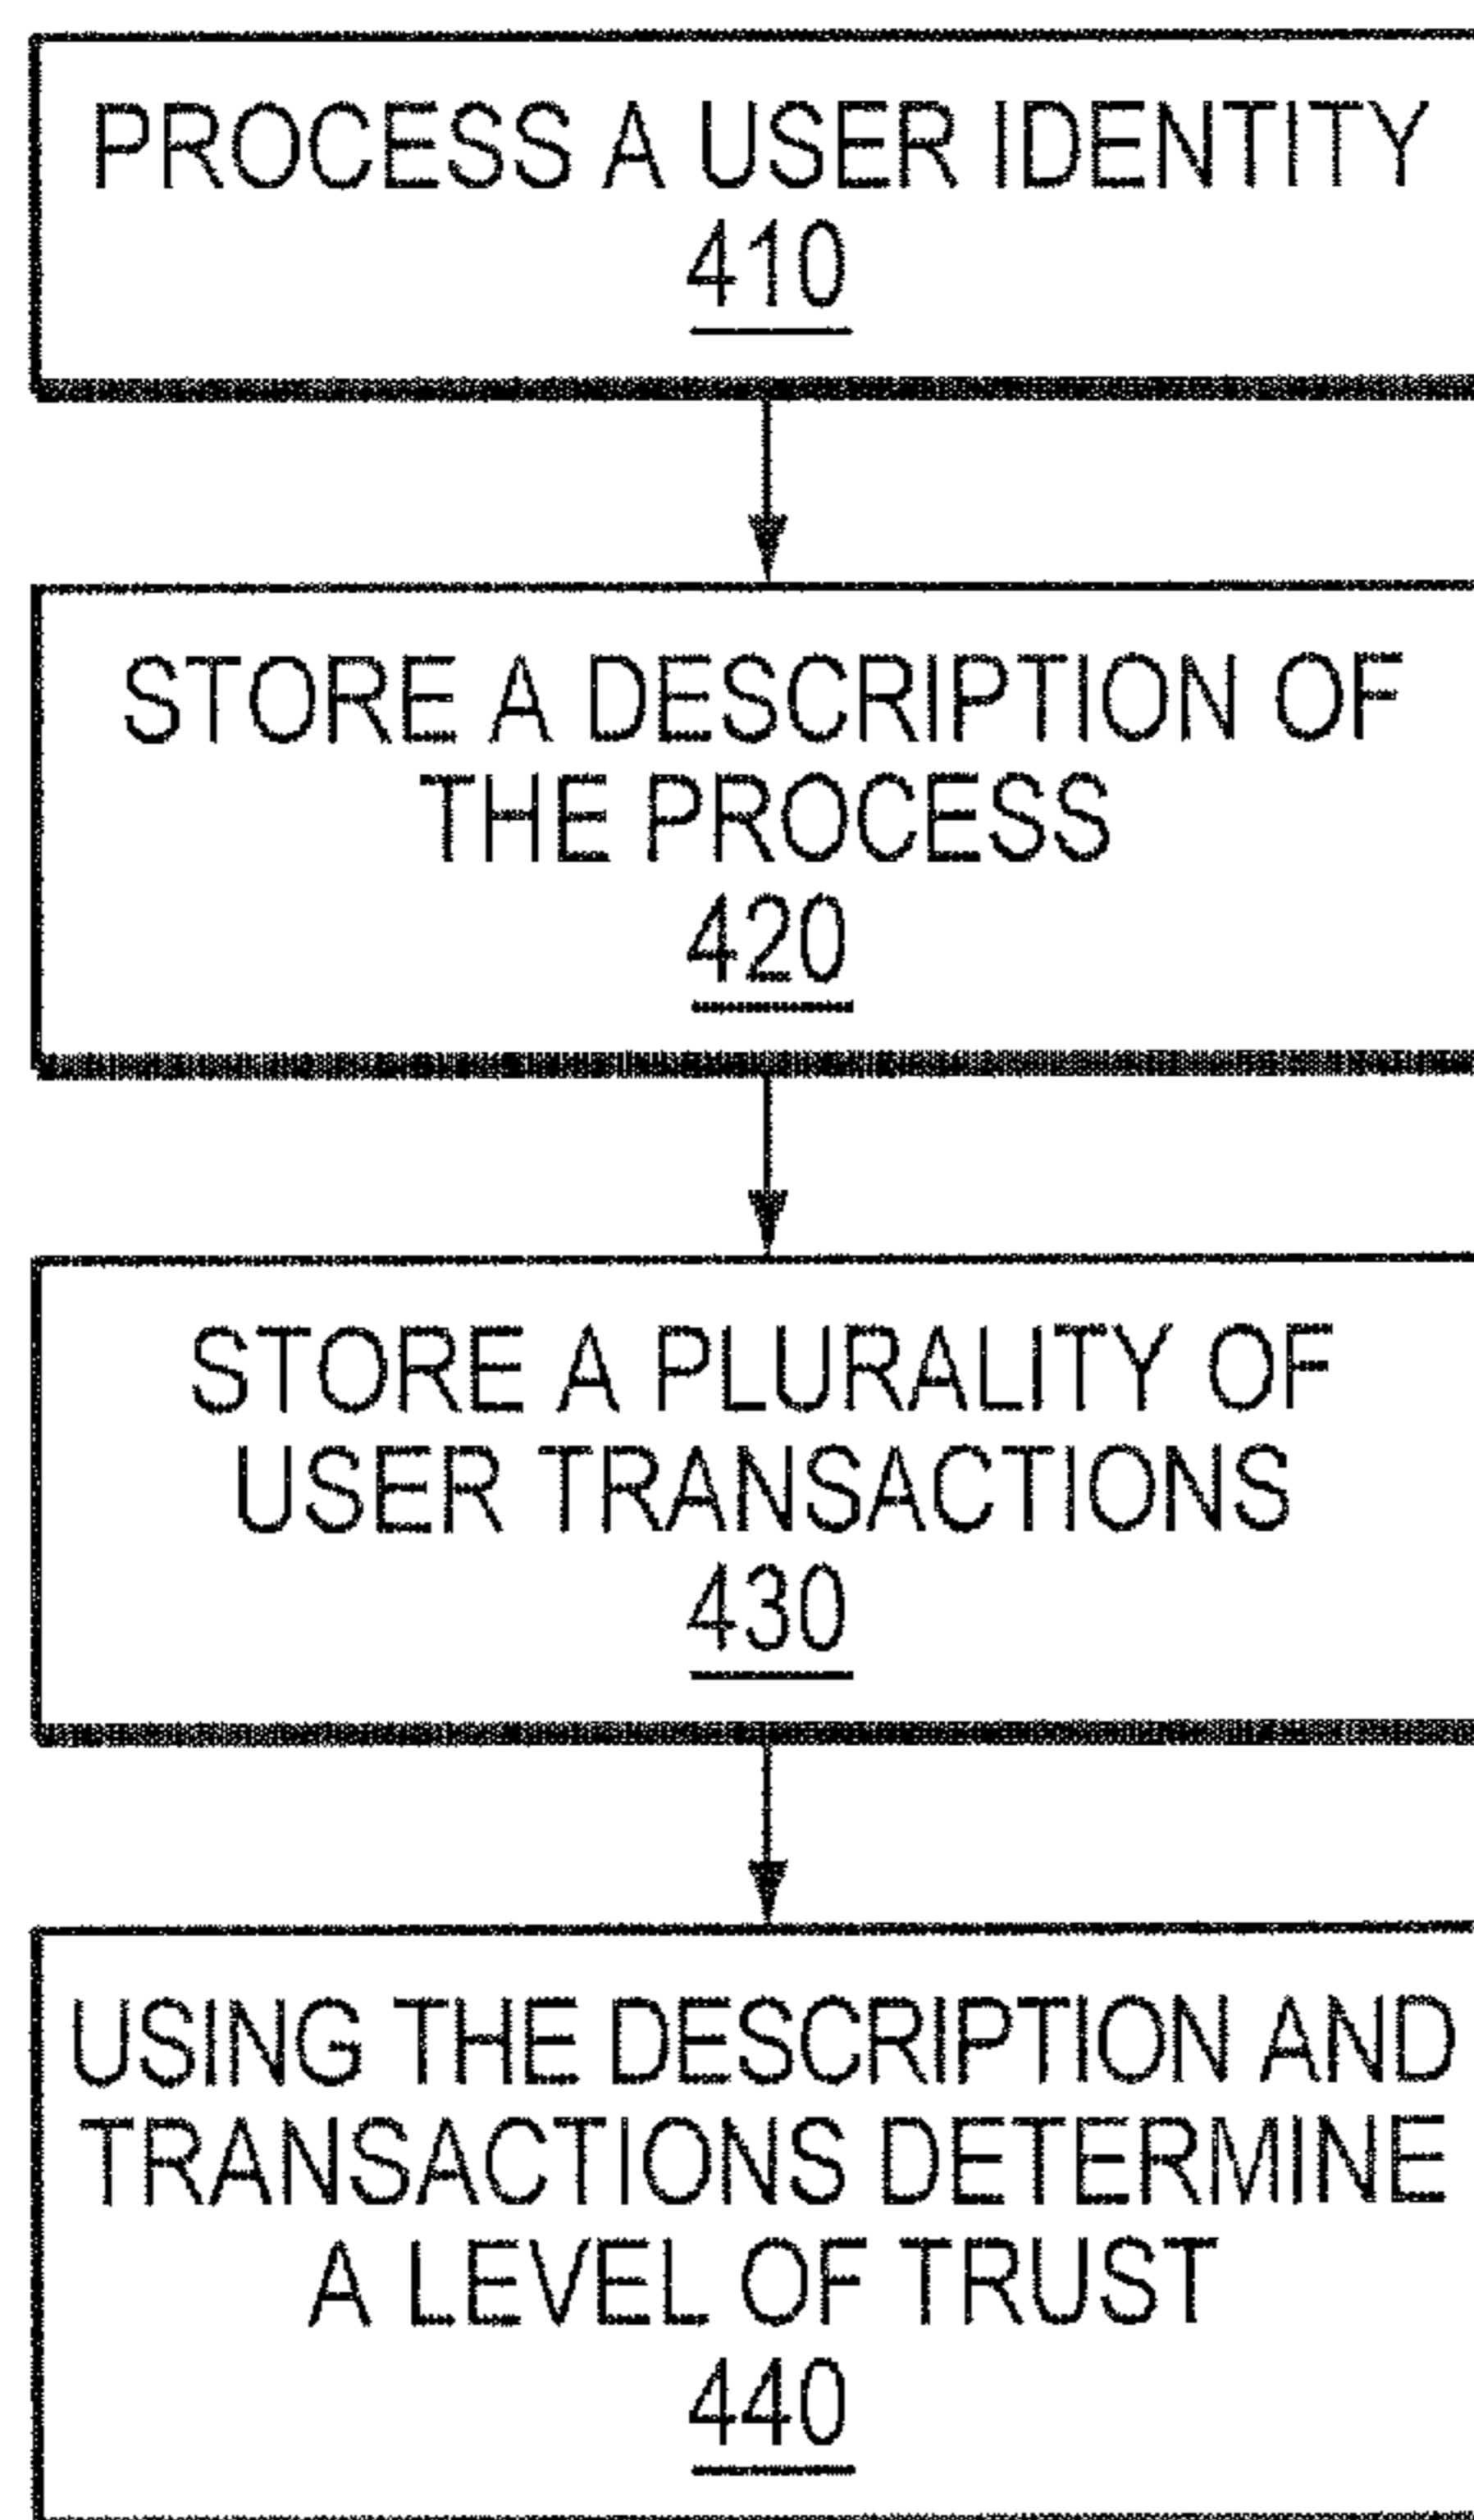 PROCESS A USER IDENTITY
410
STORE A DESCRIPTION OF
THE PROCESS
420
STORE A PLURALITY OF
USER TRANSACTIONS
430
USING THE DESCRIPTION AND
TRANSACTIONS DETERMINE
A LEVEL OF TRUST
440